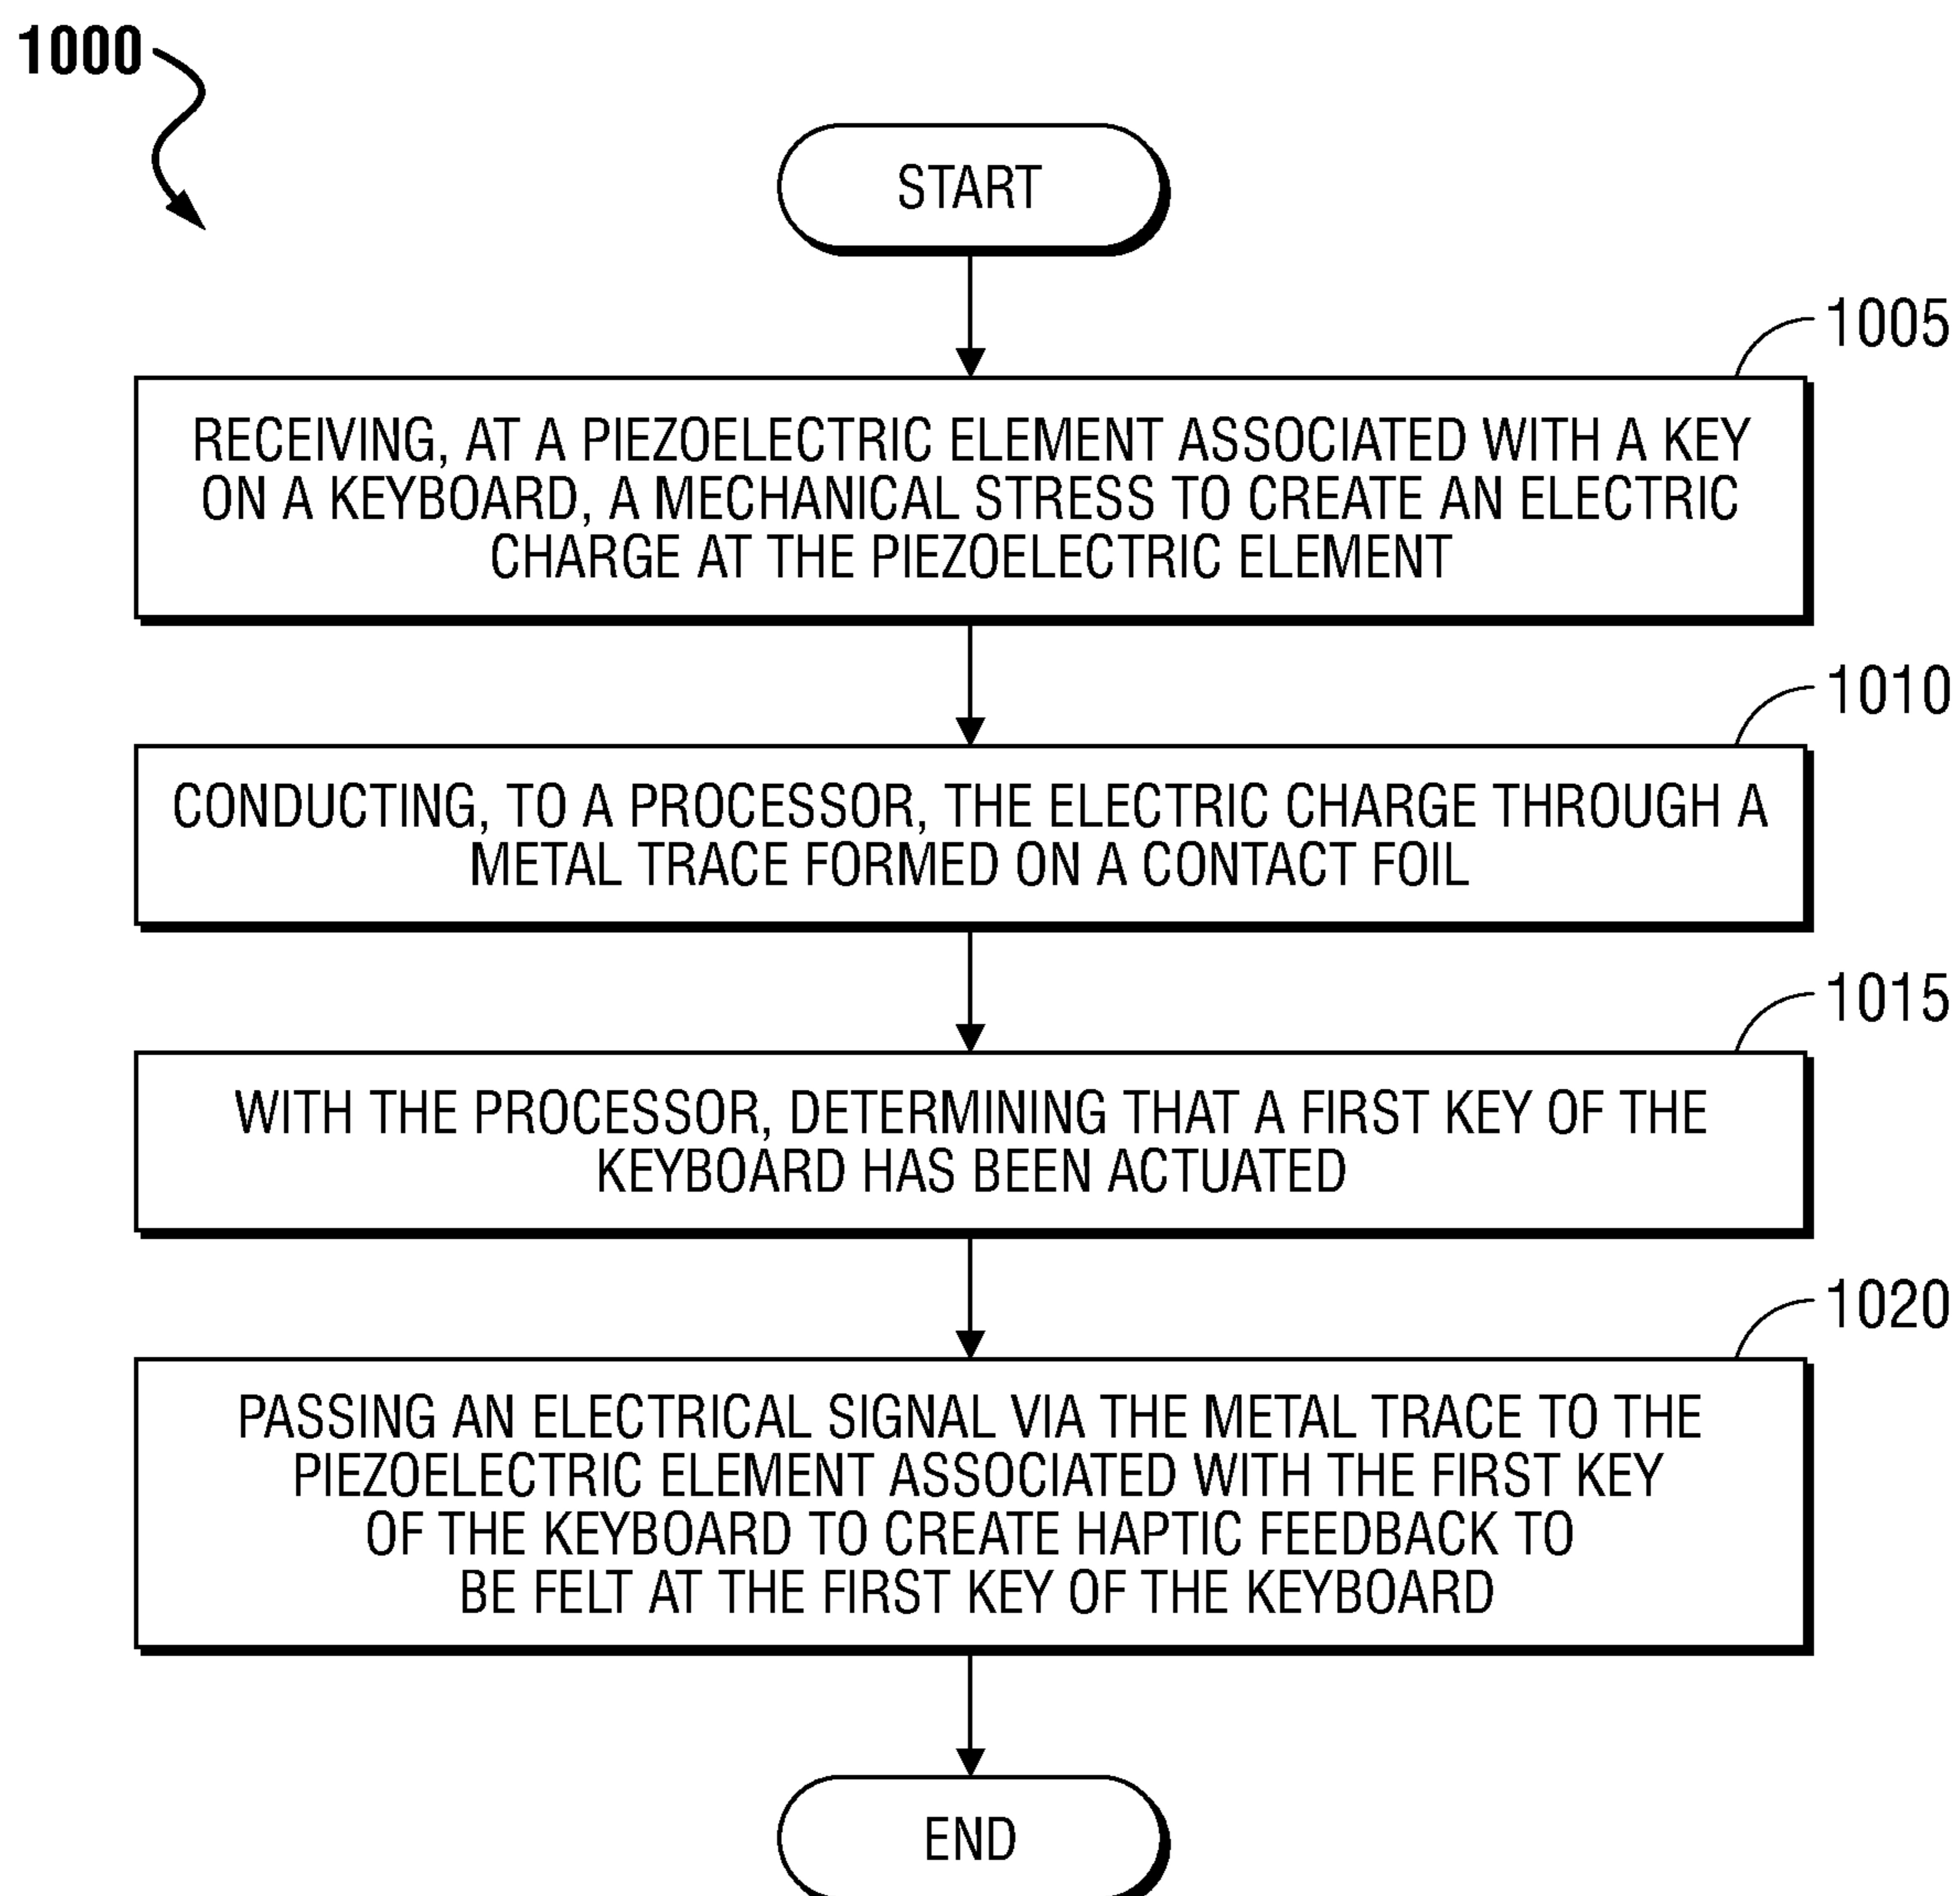 1000
START
1005
RECEIVING, AT A PIEZOELECTRIC ELEMENT ASSOCIATED WITH A KEY
ON A KEYBOARD, A MECHANICAL STRESS TO CREATE AN ELECTRIC
CHARGE AT THE PIEZOELECTRIC ELEMENT
1010
CONDUCTING, TO A PROCESSOR, THE ELECTRIC CHARGE THROUGH A
METAL TRACE FORMED ON A CONTACT FOIL
1015
WITH THE PROCESSOR, DETERMINING THAT A FIRST KEY OF THE
KEYBOARD HAS BEEN ACTUATED
1020
PASSING AN ELECTRICAL SIGNAL VIA THE METAL TRACE TO THE
PIEZOELECTRIC ELEMENT ASSOCIATED WITH THE FIRST KEY
OF THE KEYBOARD TO CREATE HAPTIC FEEDBACK TO
BE FELT AT THE FIRST KEY OF THE KEYBOARD
END